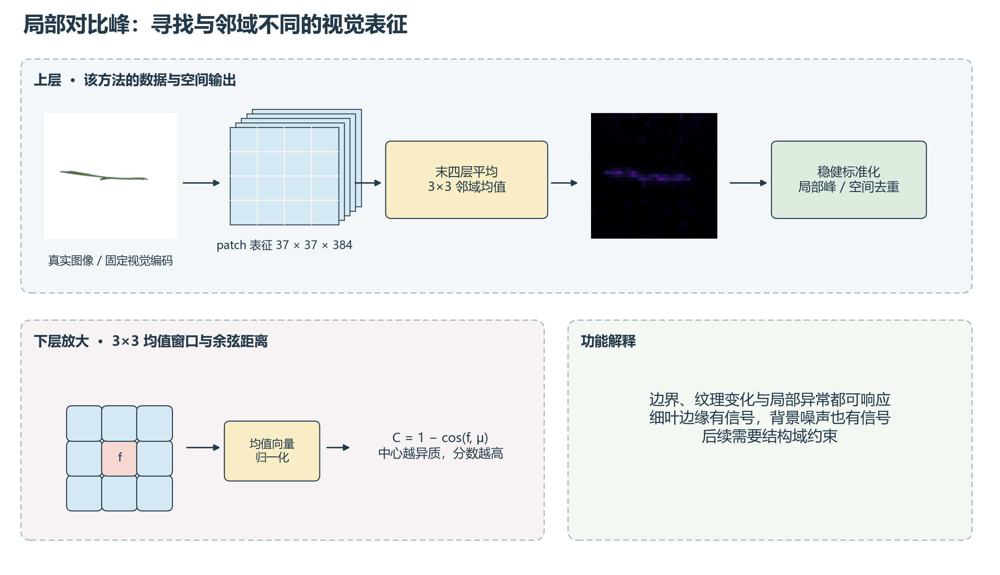 局部对比峰：寻找与邻域不同的视觉表征
上层 • 该方法的数据与空间输出
真实图像 / 固定视觉编码
patch 表征 37 × 37 × 384
末四层平均
3×3 邻域均值
稳健标准化
局部峰 / 空间去重
下层放大 • 3×3 均值窗口与余弦距离
f
均值向量
归一化
C = 1 − cos(f, μ)
中心越异质，分数越高
功能解释
边界、纹理变化与局部异常都可响应
细叶边缘有信号，背景噪声也有信号
后续需要结构域约束